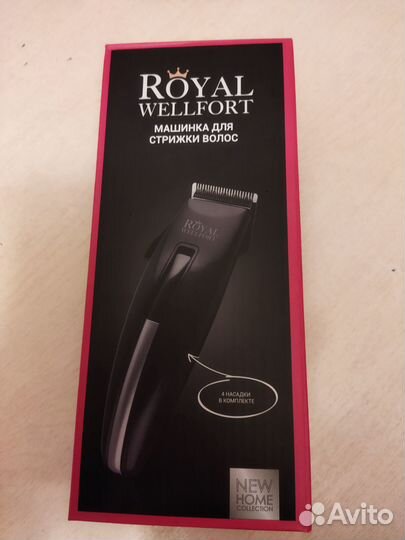 ROYAL
WELLFORT
МАШИНКА ДЛЯ
СТРИЖКИ ВОЛОС
ROYAL
WELLFORT
4 НАСАДКИ
В КОМПЛЕКТЕ
NEW
HOME
COLLECTION
Avito